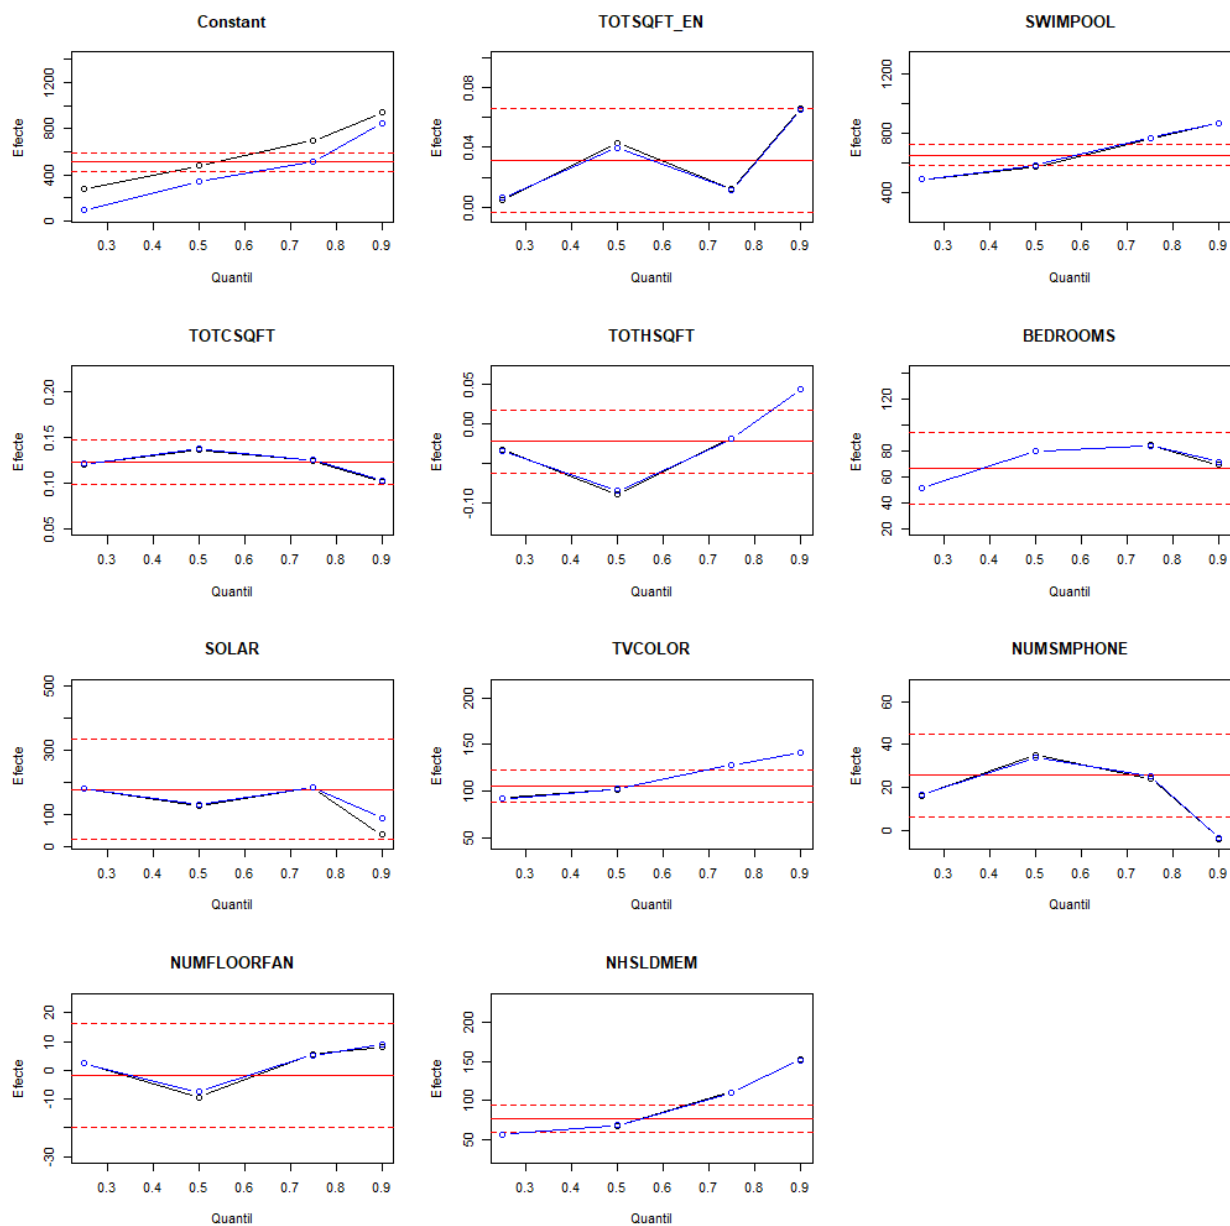 Constant
Efecte
0 400 800 1200
0.3 0.4 0.5 0.6 0.7 0.8 0.9
Quantil
TOTSQFT_EN
Efecte
0.00 0.04 0.08
0.3 0.4 0.5 0.6 0.7 0.8 0.9
Quantil
SWIMPOOL
Efecte
400 800 1200
0.3 0.4 0.5 0.6 0.7 0.8 0.9
Quantil
TOTCSQFT
Efecte
0.05 0.10 0.15 0.20
0.3 0.4 0.5 0.6 0.7 0.8 0.9
Quantil
TOTHSQFT
Efecte
-0.10 0.00 0.05
0.3 0.4 0.5 0.6 0.7 0.8 0.9
Quantil
BEDROOMS
Efecte
20 40 60 80 120
0.3 0.4 0.5 0.6 0.7 0.8 0.9
Quantil
SOLAR
Efecte
0 100 300 500
0.3 0.4 0.5 0.6 0.7 0.8 0.9
Quantil
TVCOLOR
Efecte
50 100 150 200
0.3 0.4 0.5 0.6 0.7 0.8 0.9
Quantil
NUMSMPHONE
Efecte
0 20 40 60
0.3 0.4 0.5 0.6 0.7 0.8 0.9
Quantil
NUMFLOORFAN
Efecte
-30 -10 0 10 20
0.3 0.4 0.5 0.6 0.7 0.8 0.9
Quantil
NHSLDMEM
Efecte
50 100 150 200
0.3 0.4 0.5 0.6 0.7 0.8 0.9
Quantil